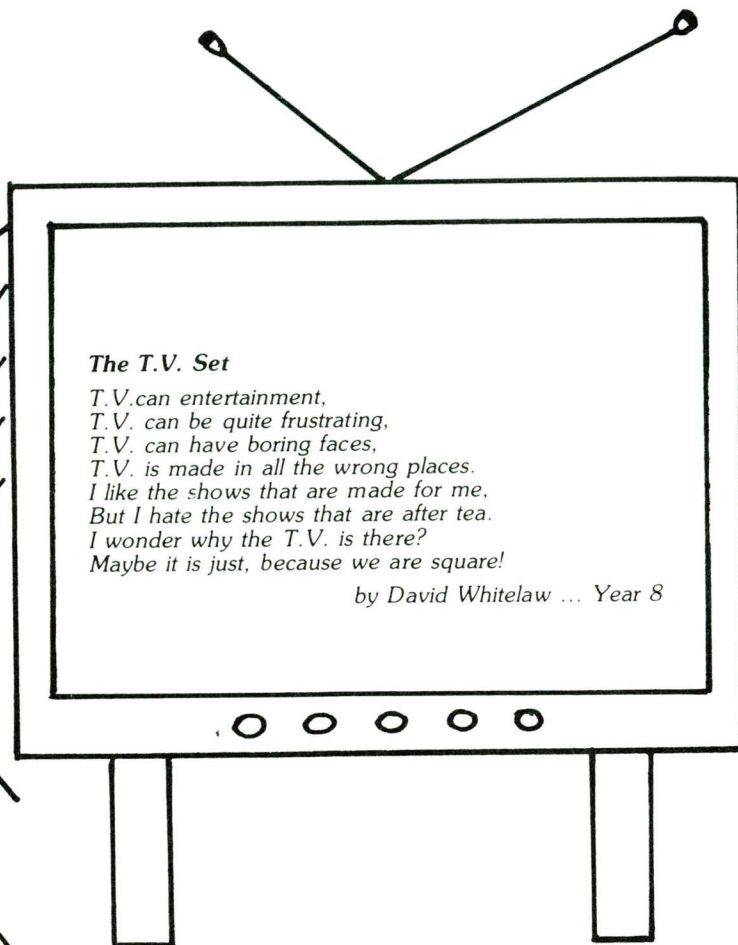 The T.V. Set
T.V.can entertainment,
T.V. can be quite frustrating,
T.V. can have boring faces,
T.V. is made in all the wrong places.
I like the shows that are made for me,
But I hate the shows that are after tea.
I wonder why the T.V. is there?
Maybe it is just, because we are square!
by David Whitelaw ... Year 8